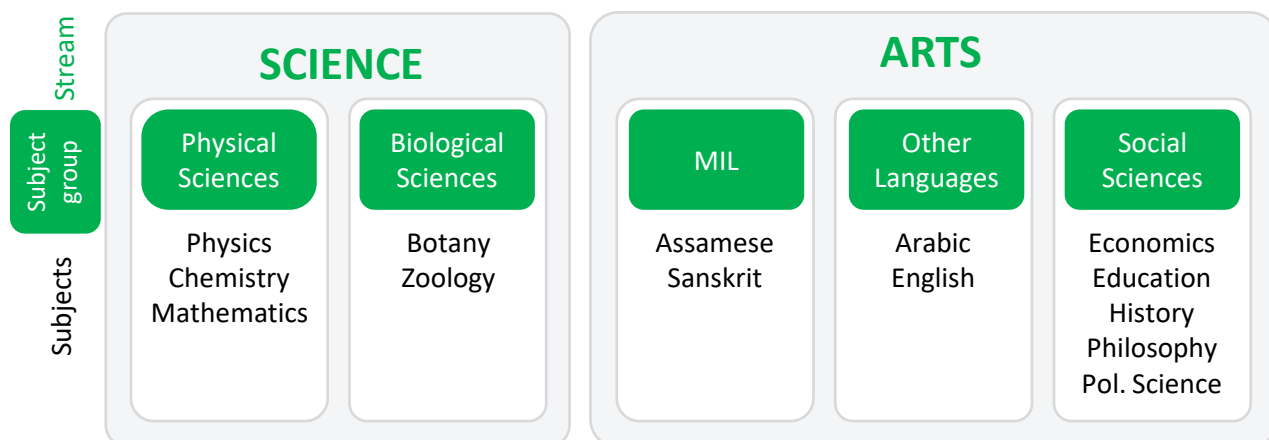 Stream
Subject
group
Subjects
SCIENCE
Physical
Sciences
Physics
Chemistry
Mathematics
Biological
Sciences
Botany
Zoology
ARTS
MIL
Assamese
Sanskrit
Other
Languages
Arabic
English
Social
Sciences
Economics
Education
History
Philosophy
Pol. Science